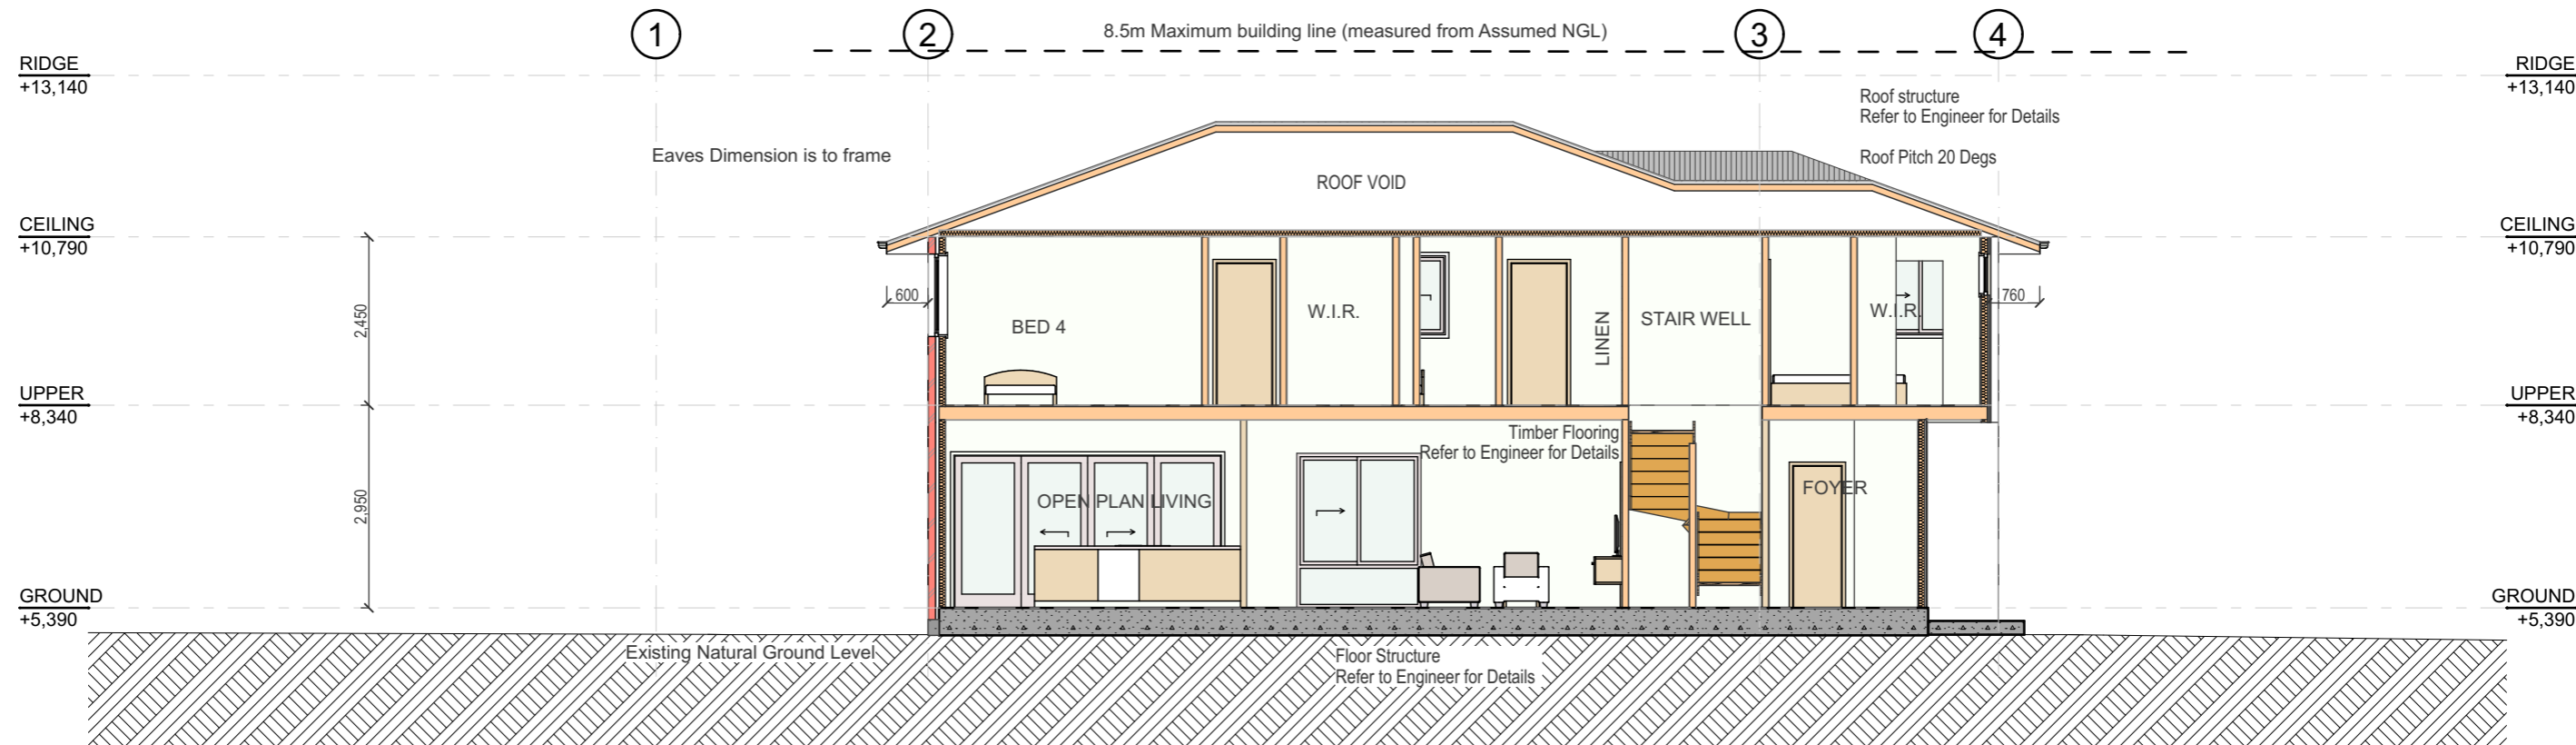 1
2
8.5m Maximum building line (measured from Assumed NGL)
3
4
RIDGE
+13,140
RIDGE
+13,140
Roof structure
Refer to Engineer for Details
Eaves Dimension is to frame
Roof Pitch 20 Degs
ROOF VOID
CEILING
+10,790
CEILING
+10,790
600
760
2,450
BED 4
W.I.R.
LINEN
STAIR WELL
W.I.R.
UPPER
+8,340
UPPER
+8,340
Timber Flooring
Refer to Engineer for Details
2,950
OPEN PLAN LIVING
FOYER
GROUND
+5,390
GROUND
+5,390
Existing Natural Ground Level
Floor Structure
Refer to Engineer for Details